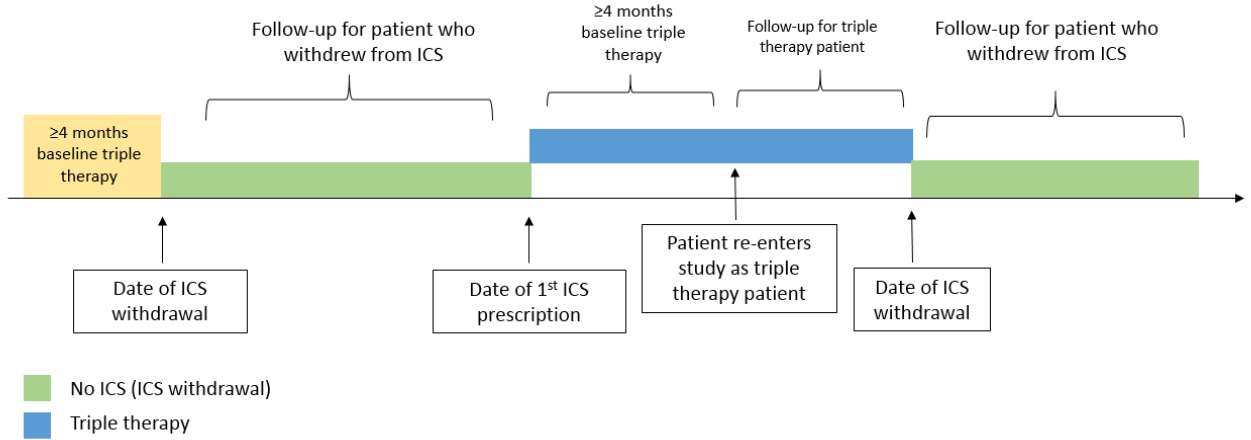 Follow-up for patient who
withdrew from ICS
≥4 months
baseline triple
therapy
Follow-up for triple
therapy patient
Follow-up for patient who
withdrew from ICS
≥4 months
baseline triple
therapy
Date of ICS
withdrawal
Date of 1st ICS
prescription
Patient re-enters
study as triple
therapy patient
Date of ICS
withdrawal
No ICS (ICS withdrawal)
Triple therapy